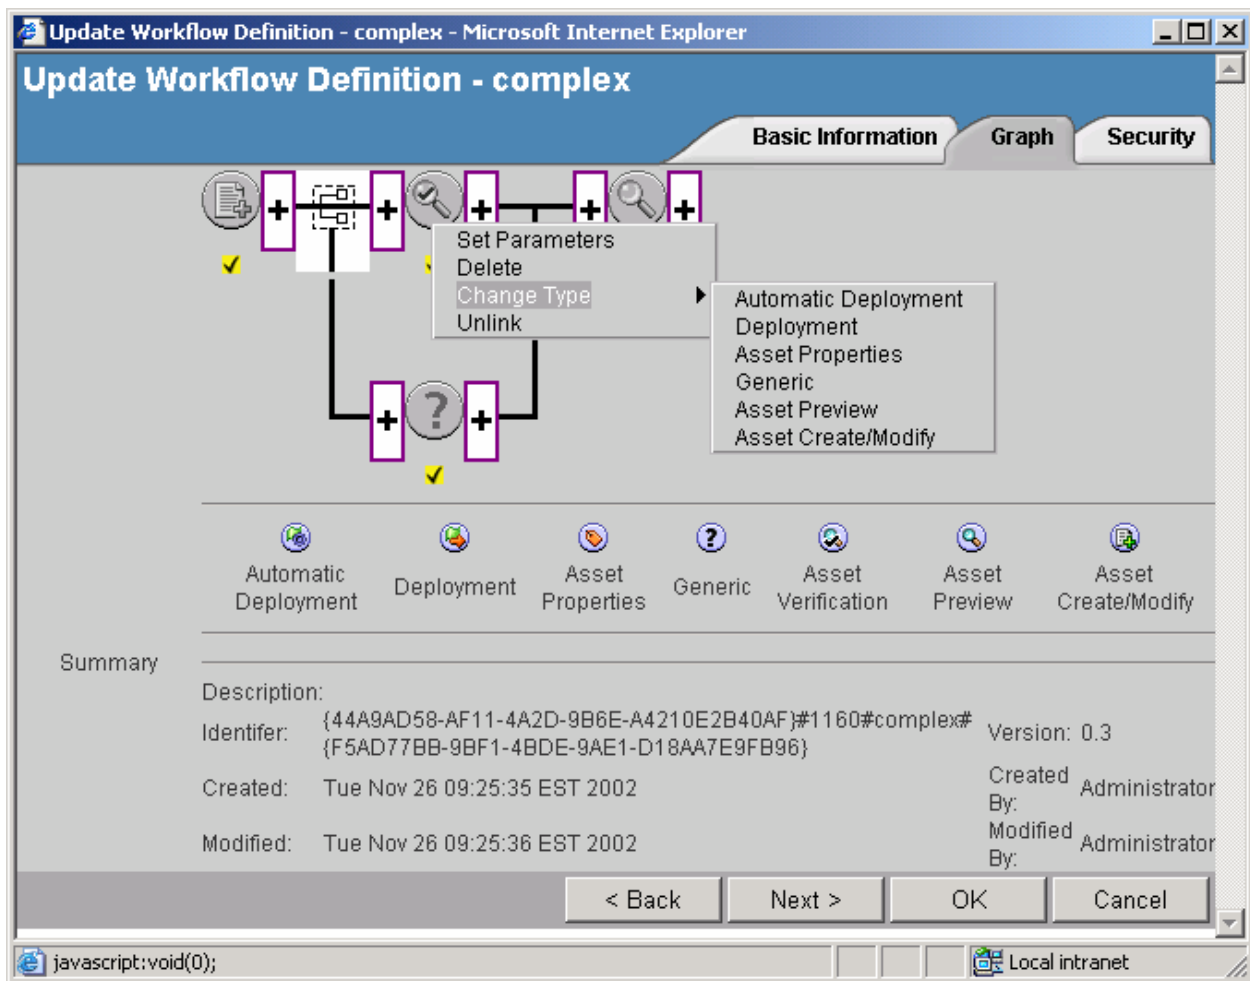 Update Workflow Definition - complex - Microsoft Internet Explorer
Update Workflow Definition - complex
Basic Information
Graph
Security
Set Parameters
Delete
Change Type
Unlink
Automatic Deployment
Deployment
Asset Properties
Generic
Asset Preview
Asset Create/Modify
Automatic
Deployment
Deployment
Asset
Properties
Generic
Asset
Verification
Asset
Preview
Asset
Create/Modify
Summary
Description:
Identifer:
{44A9AD58-AF11-4A2D-9B6E-A4210E2B40AF}#1160#complex#
{F5AD77BB-9BF1-4BDE-9AE1-D18AA7E9FB96}
Version: 0.3
Created:
Tue Nov 26 09:25:35 EST 2002
Created
By:
Administrator
Modified:
Tue Nov 26 09:25:36 EST 2002
Modified
By:
Administrator
< Back
Next >
OK
Cancel
javascript:void(0);
Local intranet